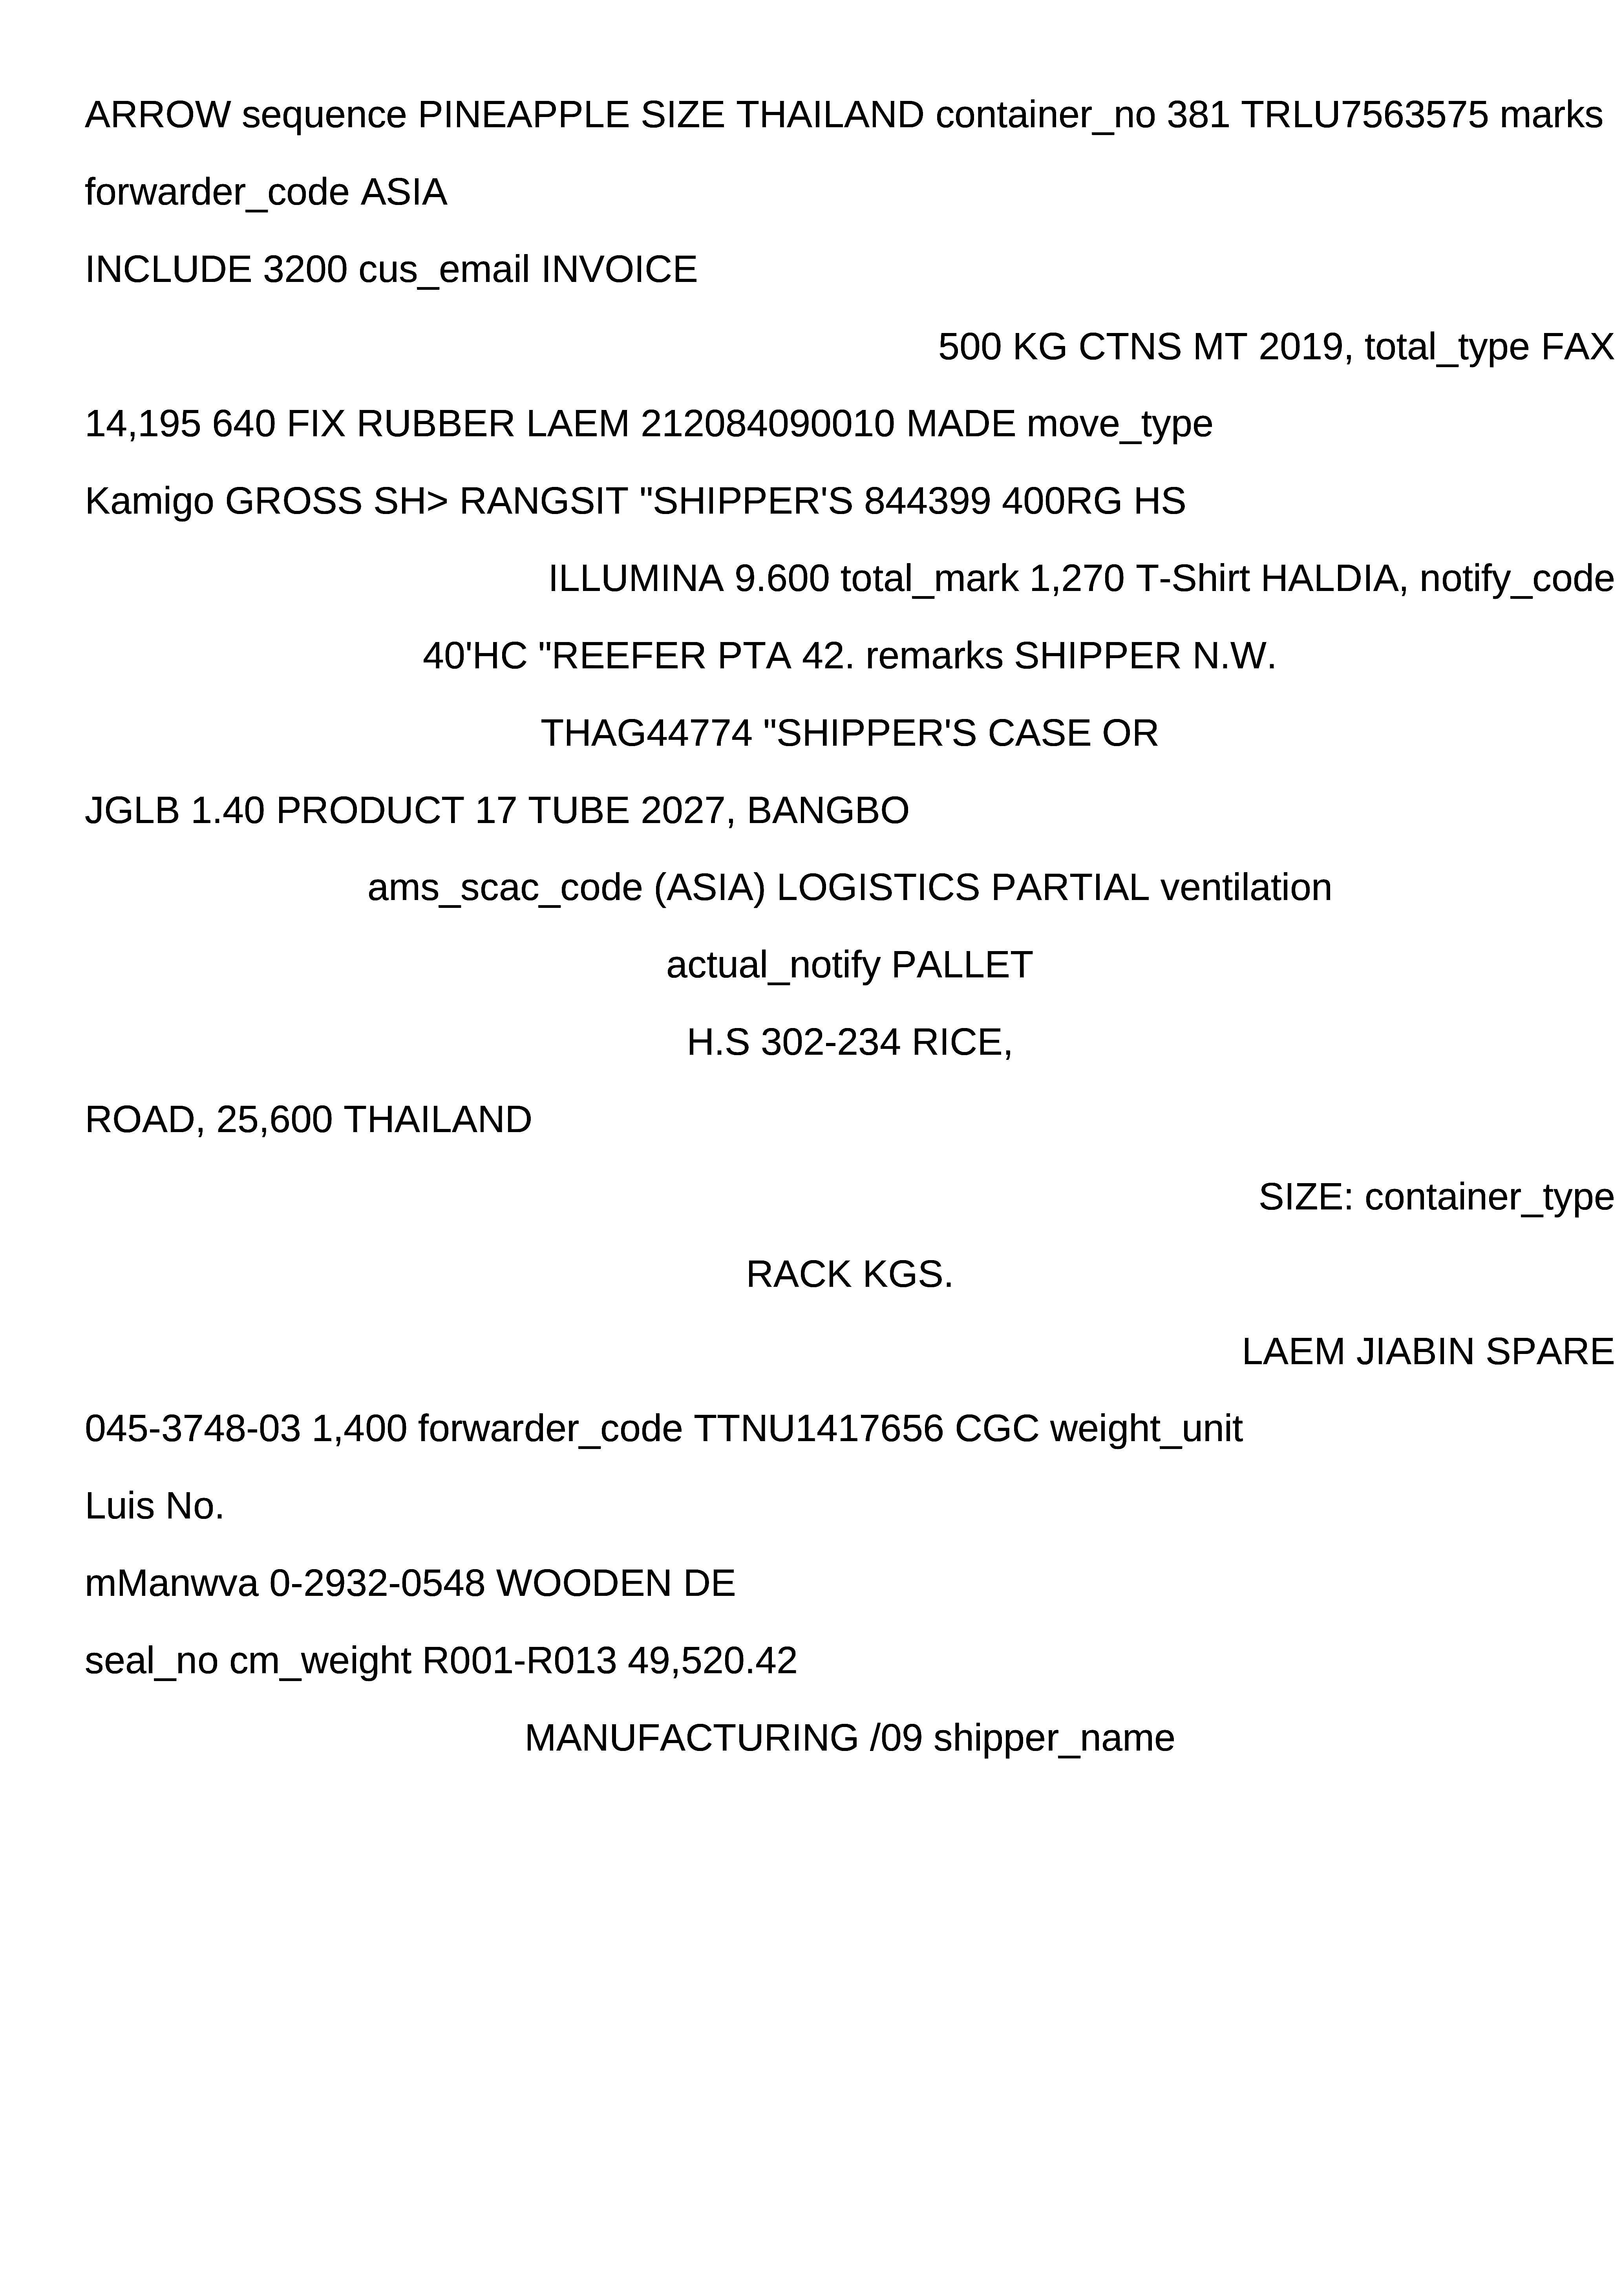 ARROW sequence PINEAPPLE SIZE THAILAND container_no 381 TRLU7563575 marks
forwarder_code ASIA
INCLUDE 3200 cus_email INVOICE
500 KG CTNS MT 2019, total_type FAX
14,195 640 FIX RUBBER LAEM 212084090010 MADE move_type
Kamigo GROSS SH> RANGSIT "SHIPPER'S 844399 400RG HS
ILLUMINA 9.600 total_mark 1,270 T-Shirt HALDIA, notify_code
40'HC "REEFER PTA 42. remarks SHIPPER N.W.
THAG44774 "SHIPPER'S CASE OR
JGLB 1.40 PRODUCT 17 TUBE 2027, BANGBO
ams_scac_code (ASIA) LOGISTICS PARTIAL ventilation
actual_notify PALLET
H.S 302-234 RICE,
ROAD, 25,600 THAILAND
SIZE: container_type
RACK KGS.
LAEM JIABIN SPARE
045-3748-03 1,400 forwarder_code TTNU1417656 CGC weight_unit
Luis No.
mManwva 0-2932-0548 WOODEN DE
seal_no cm_weight R001-R013 49,520.42
MANUFACTURING /09 shipper_name